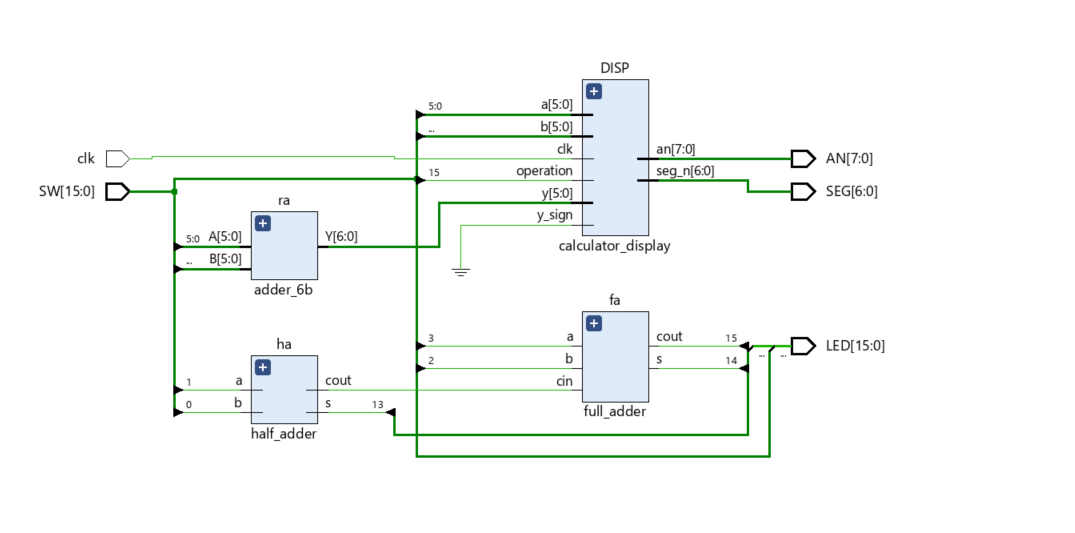 DISP
5:0 a[5:0]
... b[5:0]
clk clk an[7:0] AN[7:0]
15 operation seg_n[6:0]
SW[15:0] SEG[6:0]
ra y[5:0]
y_sign
5:0 A[5:0] Y[6:0]
calculator_display
... B[5:0]
adder_6b
fa
ha 3 a cout 15 LED[15:0]
... ...
2 b s 14
1 a cout cin
0 b s 13 full_adder
half_adder